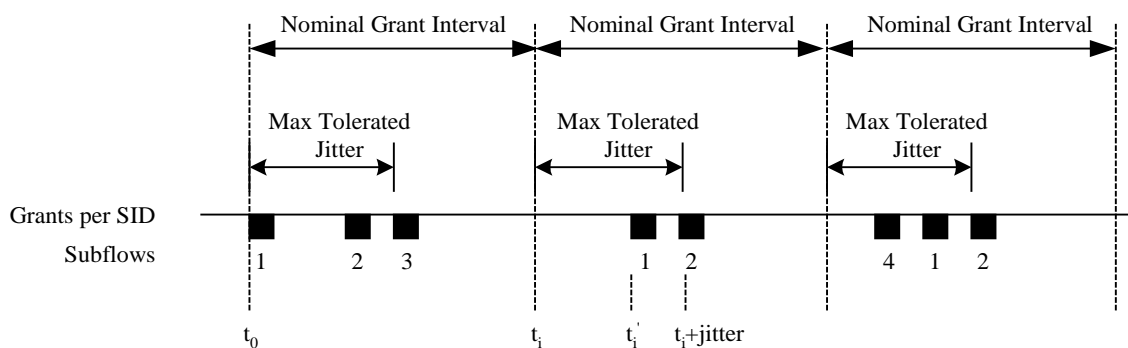 Nominal Grant Interval
Nominal Grant Interval
Nominal Grant Interval
Max Tolerated
Jitter
Max Tolerated
Jitter
Max Tolerated
Jitter
Grants per SID
Subflows
1
2
3
1
2
4
1
2
t0
ti
ti'
ti+jitter